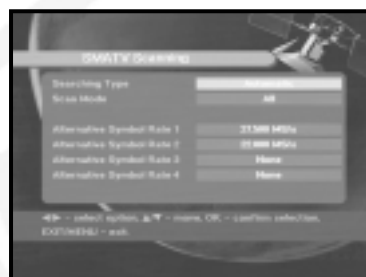 SMATV Scanning
Searching Type
Scan Mode All
Alternative Symbol Rate 1 27.500 MS/s
Alternative Symbol Rate 2 22.000 MS/s
Alternative Symbol Rate 3 None
Alternative Symbol Rate 4 None
◄► - select option, ▲/▼ - move, OK - confirm selection,
EXIT/MENU - exit.